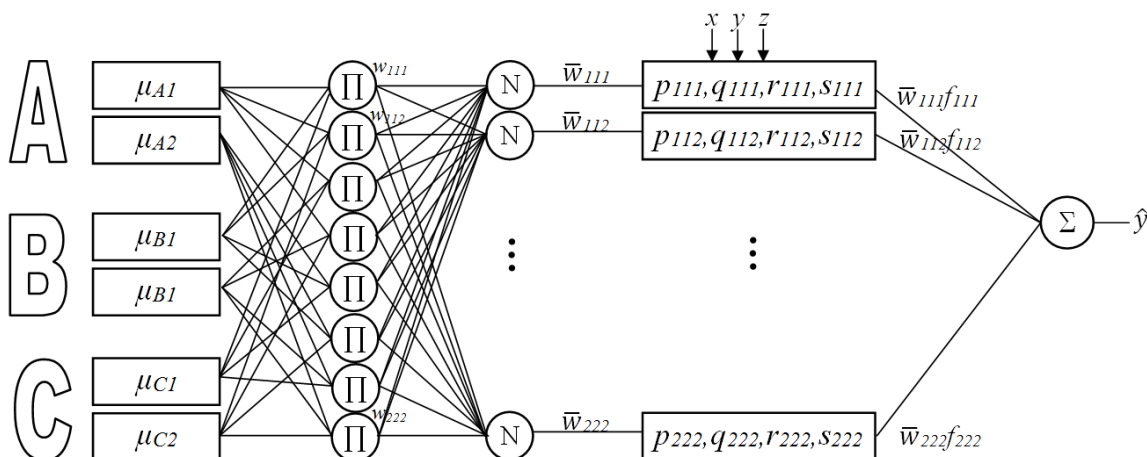 x y z
A
μA1
μA2
B
μB1
μB1
C
μC1
μC2
∏ w111
∏ w112
∏
∏
∏
∏
∏
∏ w222
N
N
N
w̅111
w̅112
w̅222
p111,q111,r111,s111
p112,q112,r112,s112
p222,q222,r222,s222
w̅111f111
w̅112f112
w̅222f222
Σ
ŷ